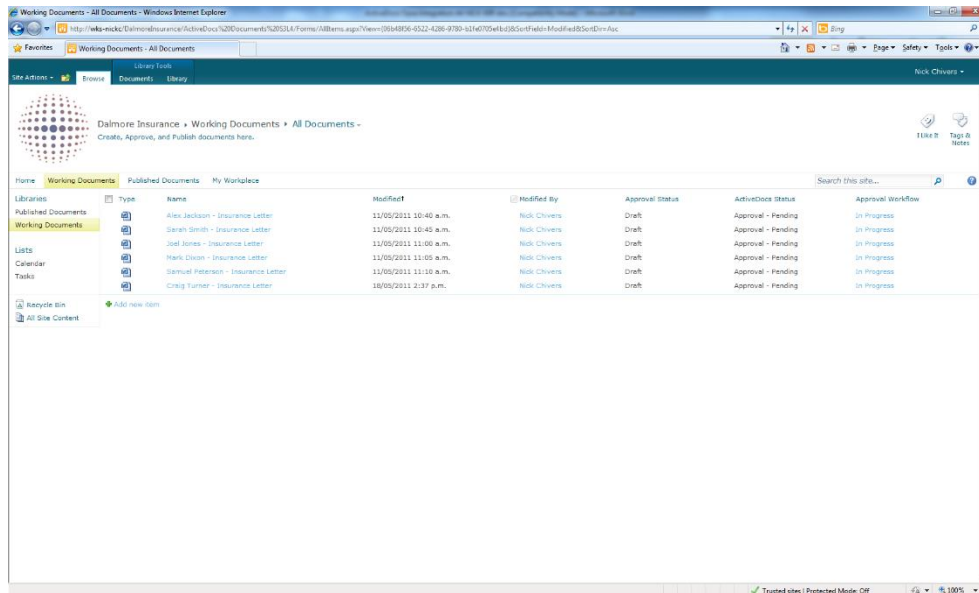 Working Documents - All Documents - Windows Internet Explorer
Bing
Favorites Working Documents - All Documents Page Safety Tools
Library Tools
Site Actions Browse Documents Library Nick Chivers
Dalmore Insurance Working Documents All Documents
Create, Approve, and Publish documents here.
I Like It Tags & Notes
Home Working Documents Published Documents My Workplace Search this site...
Libraries Type Name Modified Modified By Approval Status ActiveDocs Status Approval Workflow
Published Documents Alex Jackson - Insurance Letter 11/05/2011 10:40 a.m. Nick Chivers Draft Approval - Pending In Progress
Working Documents Sarah Smith - Insurance Letter 11/05/2011 10:45 a.m. Nick Chivers Draft Approval - Pending In Progress
Joel Jones - Insurance Letter 11/05/2011 11:00 a.m. Nick Chivers Draft Approval - Pending In Progress
Lists Mark Dixon - Insurance Letter 11/05/2011 11:05 a.m. Nick Chivers Draft Approval - Pending In Progress
Calendar Samuel Peterson - Insurance Letter 11/05/2011 11:10 a.m. Nick Chivers Draft Approval - Pending In Progress
Tasks Craig Turner - Insurance Letter 18/05/2011 2:37 p.m. Nick Chivers Draft Approval - Pending In Progress
Recycle Bin Add new item
All Site Content
Trusted sites | Protected Mode: Off 100%